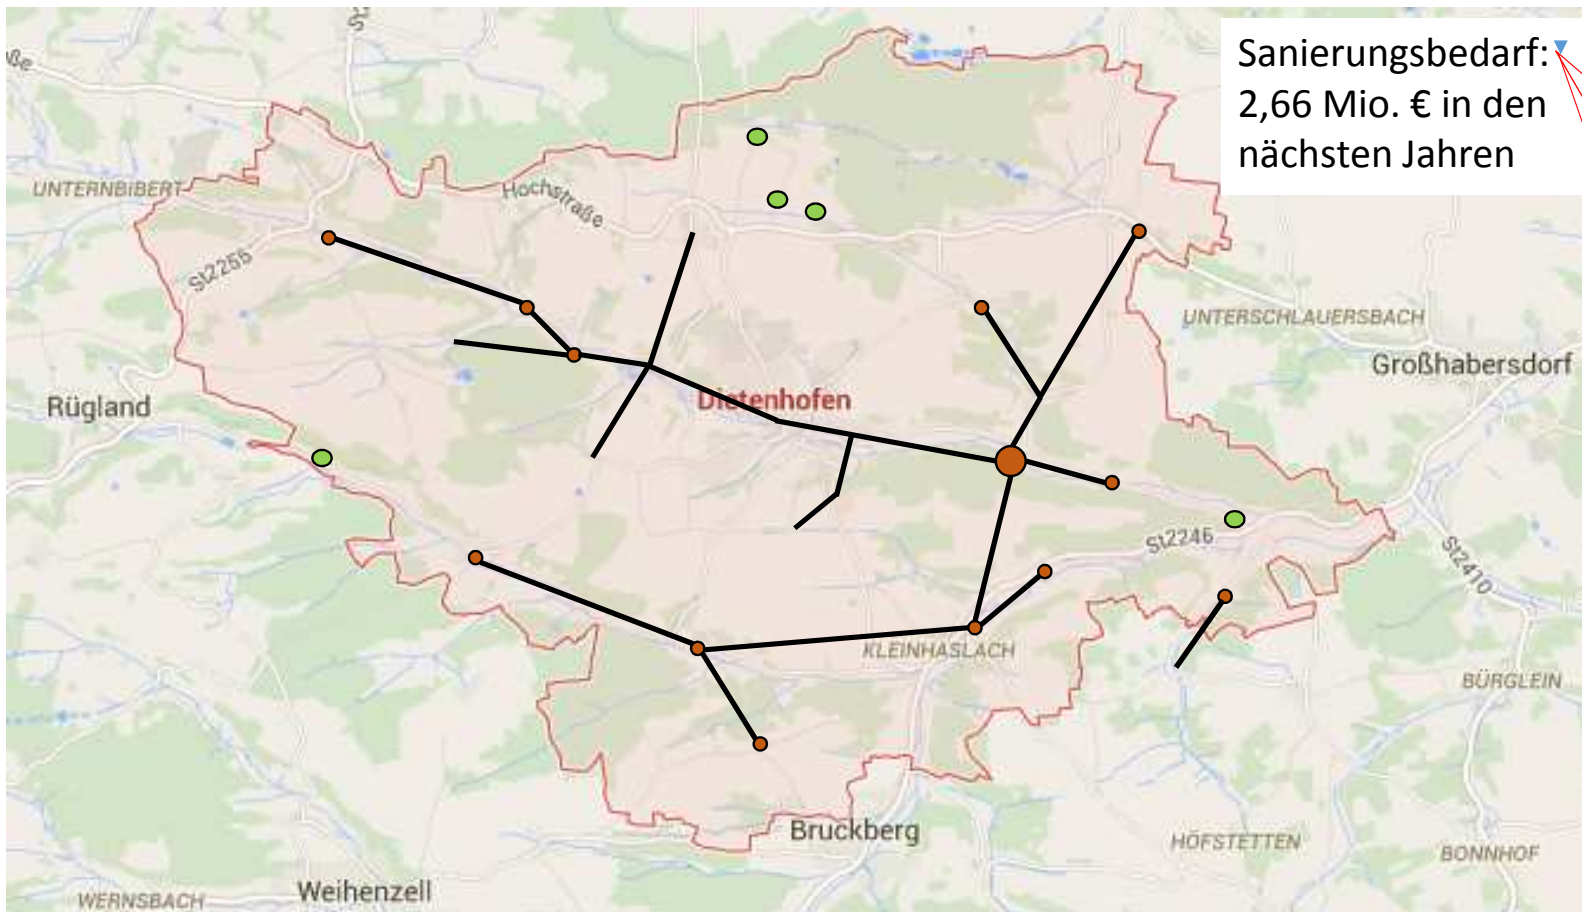 Sanierungsbedarf:
2,66 Mio. € in den
nächsten Jahren
UNTERNBIBERT
Hochstraße
St2255
UNTERSCHLAUERSBACH
Großhabersdorf
Rügland
Dietenhofen
St2246
St2410
KLEINHASLACH
BÜRGLEIN
Bruckberg
HÖFSTETTEN
BONNHOF
Weihenzell
WERNSBACH